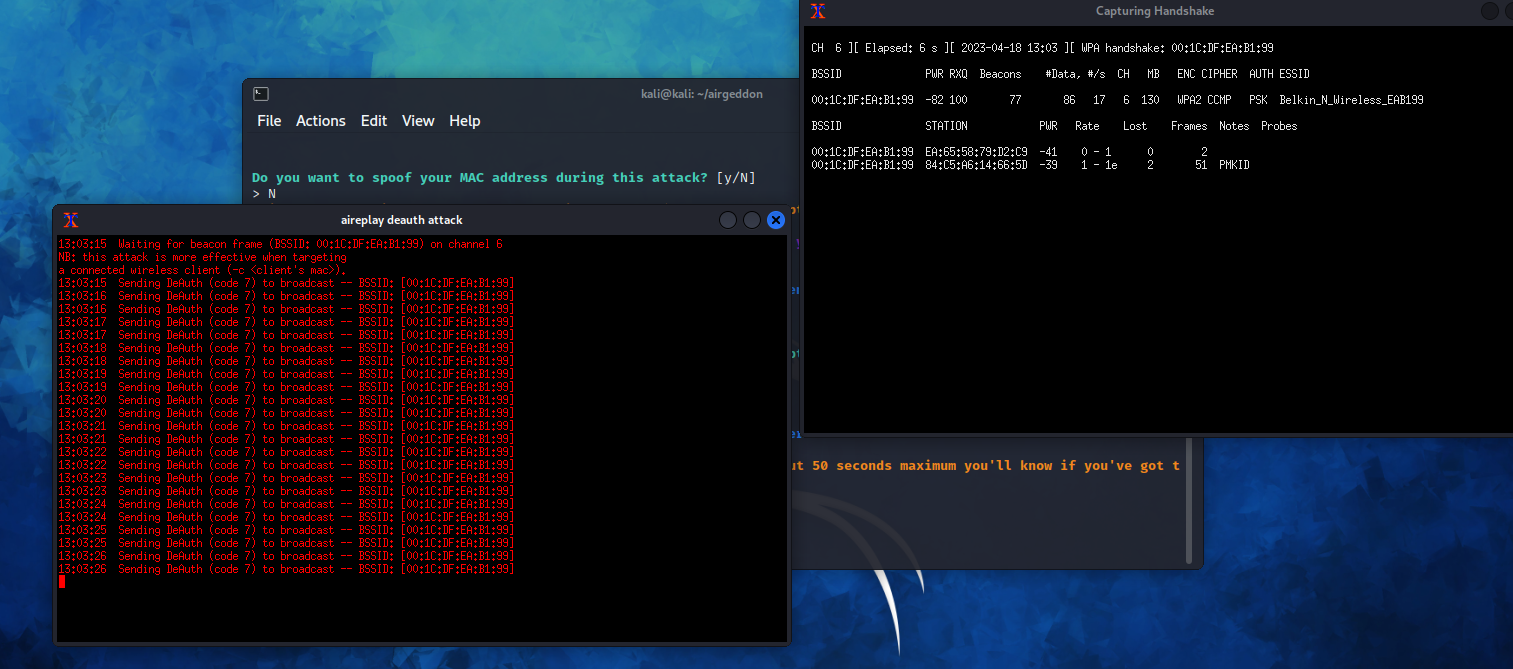 Capturing Handshake
CH 6 ][ Elapsed: 6 s ][ 2023-04-18 13:03 ][ WPA handshake: 00:1C:DF:EA:B1:99
BSSID PWR RXQ Beacons #Data, #/s CH MB ENC CIPHER AUTH ESSID
00:1C:DF:EA:B1:99 -82 100 77 86 17 6 130 WPA2 CCMP PSK Belkin_N_Wireless_EAB199
BSSID STATION PWR Rate Lost Frames Notes Probes
00:1C:DF:EA:B1:99 EA:65:58:79:D2:C9 -41 0 - 1 0 2
00:1C:DF:EA:B1:99 84:C5:A6:14:66:5D -39 1 - 1e 2 51 PMKID
kali@kali: ~/airgeddon
File Actions Edit View Help
Do you want to spoof your MAC address during this attack? [y/N]
> N
aireplay deauth attack
13:03:15 Waiting for beacon frame (BSSID: 00:1C:DF:EA:B1:99) on channel 6
NB: this attack is more effective when targeting
a connected wireless client (-c <client's mac>).
13:03:15 Sending DeAuth (code 7) to broadcast -- BSSID: [00:1C:DF:EA:B1:99]
13:03:16 Sending DeAuth (code 7) to broadcast -- BSSID: [00:1C:DF:EA:B1:99]
13:03:16 Sending DeAuth (code 7) to broadcast -- BSSID: [00:1C:DF:EA:B1:99]
13:03:17 Sending DeAuth (code 7) to broadcast -- BSSID: [00:1C:DF:EA:B1:99]
13:03:17 Sending DeAuth (code 7) to broadcast -- BSSID: [00:1C:DF:EA:B1:99]
13:03:18 Sending DeAuth (code 7) to broadcast -- BSSID: [00:1C:DF:EA:B1:99]
13:03:18 Sending DeAuth (code 7) to broadcast -- BSSID: [00:1C:DF:EA:B1:99]
13:03:19 Sending DeAuth (code 7) to broadcast -- BSSID: [00:1C:DF:EA:B1:99]
13:03:19 Sending DeAuth (code 7) to broadcast -- BSSID: [00:1C:DF:EA:B1:99]
13:03:20 Sending DeAuth (code 7) to broadcast -- BSSID: [00:1C:DF:EA:B1:99]
13:03:20 Sending DeAuth (code 7) to broadcast -- BSSID: [00:1C:DF:EA:B1:99]
13:03:21 Sending DeAuth (code 7) to broadcast -- BSSID: [00:1C:DF:EA:B1:99]
13:03:21 Sending DeAuth (code 7) to broadcast -- BSSID: [00:1C:DF:EA:B1:99]
13:03:22 Sending DeAuth (code 7) to broadcast -- BSSID: [00:1C:DF:EA:B1:99]
13:03:22 Sending DeAuth (code 7) to broadcast -- BSSID: [00:1C:DF:EA:B1:99]
13:03:23 Sending DeAuth (code 7) to broadcast -- BSSID: [00:1C:DF:EA:B1:99]
13:03:23 Sending DeAuth (code 7) to broadcast -- BSSID: [00:1C:DF:EA:B1:99]
13:03:24 Sending DeAuth (code 7) to broadcast -- BSSID: [00:1C:DF:EA:B1:99]
13:03:24 Sending DeAuth (code 7) to broadcast -- BSSID: [00:1C:DF:EA:B1:99]
13:03:25 Sending DeAuth (code 7) to broadcast -- BSSID: [00:1C:DF:EA:B1:99]
13:03:25 Sending DeAuth (code 7) to broadcast -- BSSID: [00:1C:DF:EA:B1:99]
13:03:26 Sending DeAuth (code 7) to broadcast -- BSSID: [00:1C:DF:EA:B1:99]
13:03:26 Sending DeAuth (code 7) to broadcast -- BSSID: [00:1C:DF:EA:B1:99]
ut 50 seconds maximum you'll know if you've got t